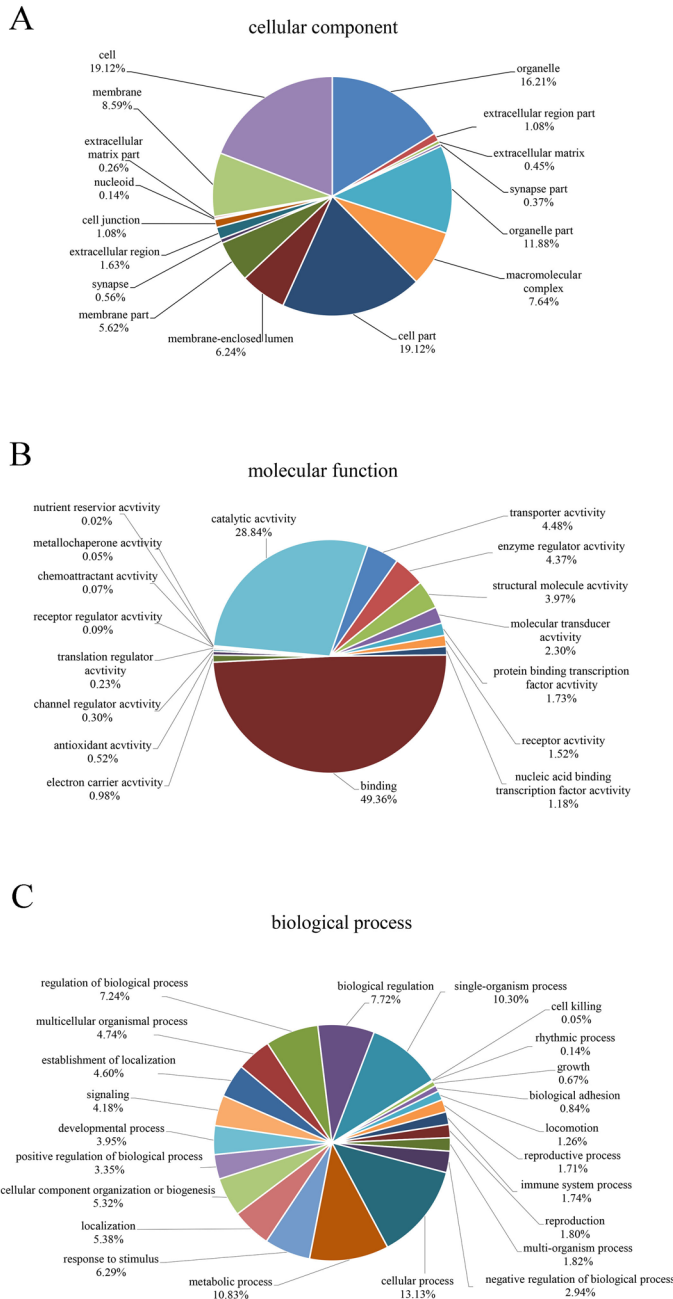 A
cellular component
cell
19.12%
membrane
8.59%
extracellular
matrix part
0.26%
nucleoid
0.14%
cell junction
1.08%
extracellular region
1.63%
synapse
0.56%
membrane part
5.62%
membrane-enclosed lumen
6.24%
organelle
16.21%
extracellular region part
1.08%
extracellular matrix
0.45%
synapse part
0.37%
organelle part
11.88%
macromolecular
complex
7.64%
cell part
19.12%
B
molecular function
nutrient reservior acvtivity
0.02%
metallochaperone acvtivity
0.05%
chemoattractant acvtivity
0.07%
receptor regulator acvtivity
0.09%
translation regulator
acvtivity
0.23%
channel regulator acvtivity
0.30%
antioxidant acvtivity
0.52%
electron carrier acvtivity
0.98%
catalytic acvtivity
28.84%
binding
49.36%
transporter avtivity
4.48%
enzyme regulator acvtivity
4.37%
structural molecule acvtivity
3.97%
molecular transducer
acvtivity
2.30%
protein binding transcription
factor acvtivity
1.73%
receptor acvtivity
1.52%
nucleic acid binding
transcription factor acvtivity
1.18%
C
biological process
regulation of biological process
7.24%
multicellular organismal process
4.74%
establishment of localization
4.60%
signaling
4.18%
developmental process
3.95%
positive regulation of biological process
3.35%
cellular component organization or biogenesis
5.32%
localization
5.38%
response to stimulus
6.29%
metabolic process
10.83%
biological regulation
7.72%
single-organism process
10.30%
cell killing
0.05%
rhythmic process
0.14%
growth
0.67%
biological adhesion
0.84%
locomotion
1.26%
reproductive process
1.71%
immune system process
1.74%
reproduction
1.80%
multi-organism process
1.82%
negative regulation of biological process
2.94%
cellular process
13.13%